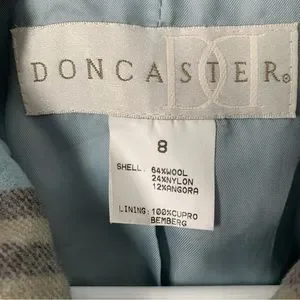 DONCASTER®
8
SHELL: 64%WOOL
24%NYLON
12%ANGORA
LINING: 100%CUPRO
BEMBERG